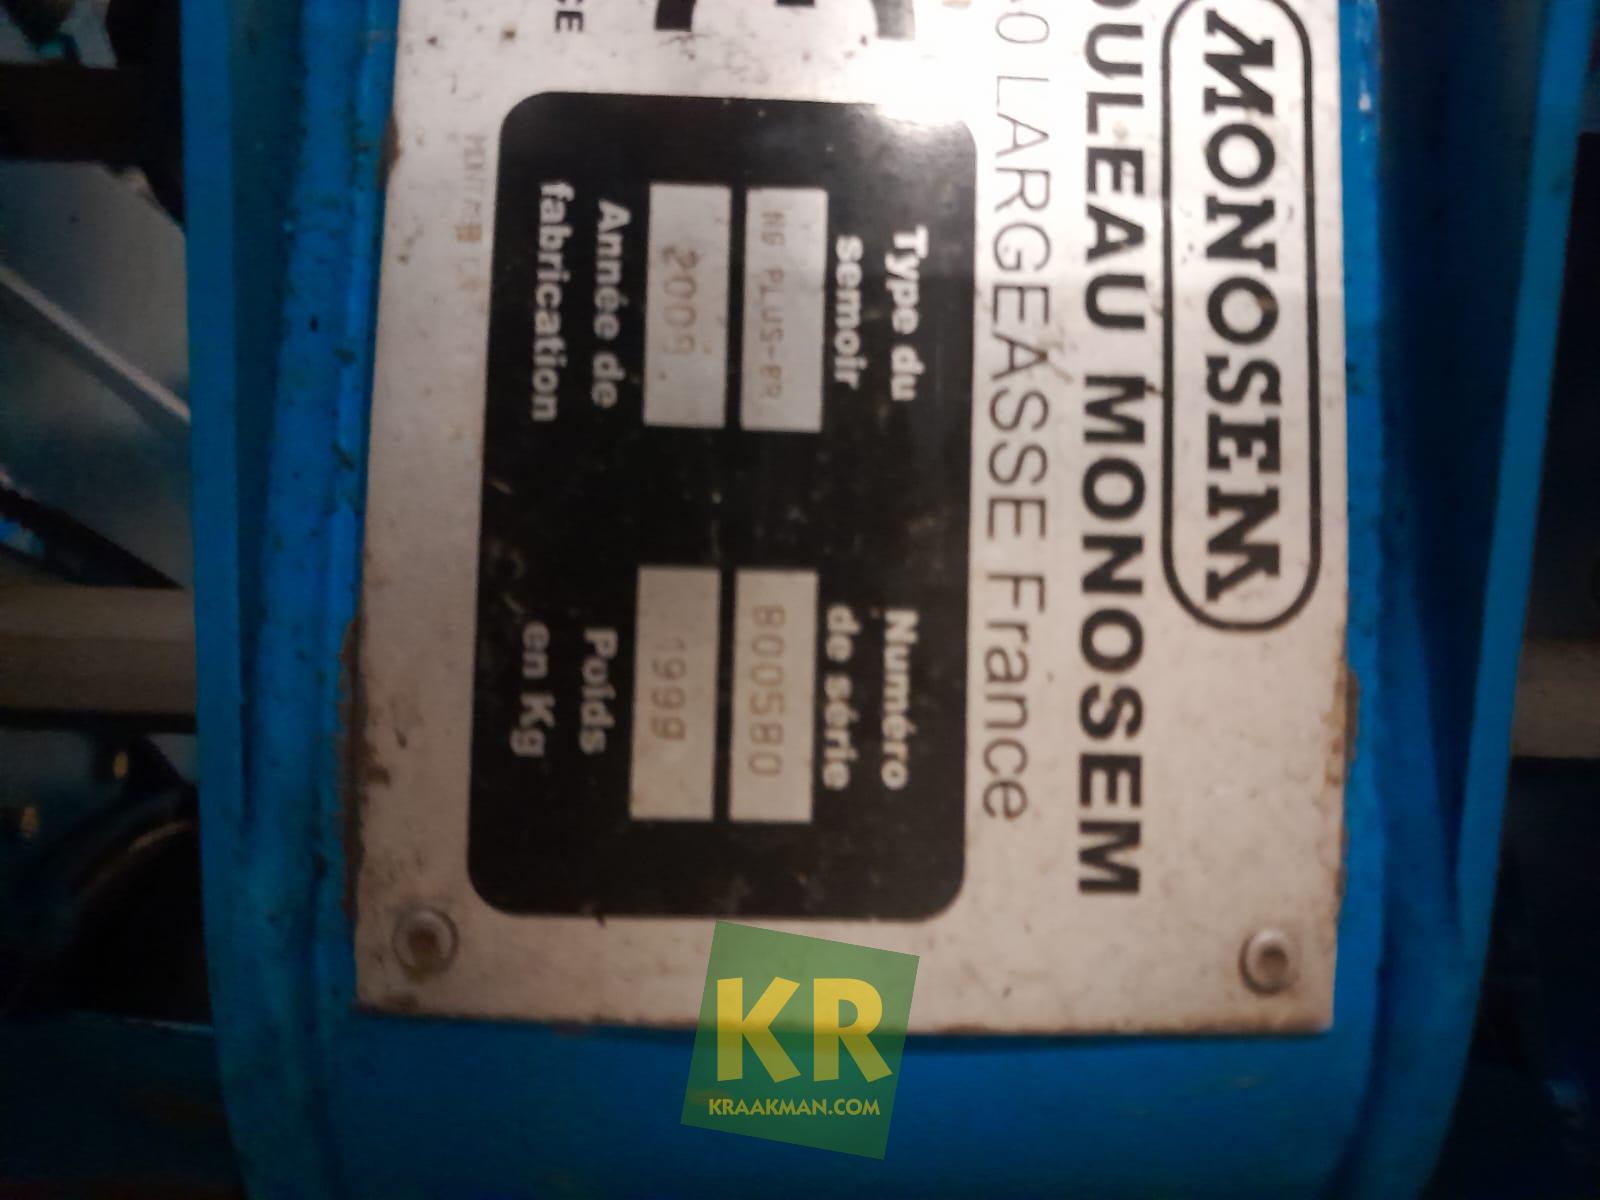 MONOSEM
OULEAU MONOSEM
LARGEASSE France
Type du semoir
NG PLUS-
Numéro de série
800580
Année de fabrication
2009
Poids en Kg
1999
CE
KR
KRAAKMAN.COM